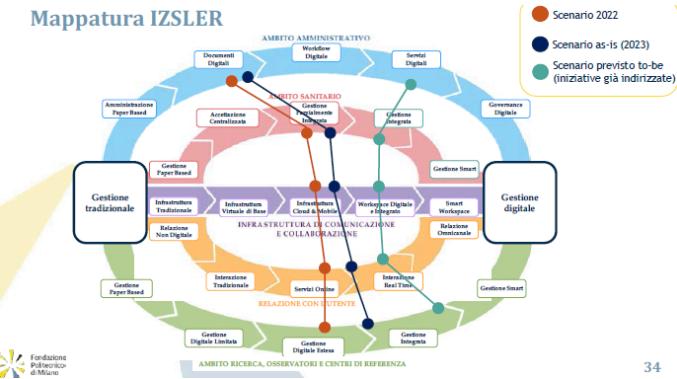 Mappatura IZSLER
Scenario 2022
Scenario as-is (2023)
Scenario previsto to-be
(iniziative già indirizzate)
AMBITO AMMINISTRATIVO
Documenti
Digitali
Workflow
Digitale
Servizi
Digitali
Amministrazione
Paper Based
Governance
Digitale
AMBITO SANITARIO
Accettazione
Centralizzata
Gestione
Parzialmente
Integrata
Gestione
Integrata
Gestione
Paper Based
Gestione Smart
Gestione
tradizionale
Gestione
digitale
Infrastruttura
Tradizionale
Infrastruttura
Virtuale di Base
Infrastruttura
Cloud & Mobile
Workspace Digitale
e Integrato
Smart
Workspace
INFRASTRUTTURA DI COMUNICAZIONE
E COLLABORAZIONE
Relazione
Non Digitale
Relazione
Omnicanale
Interazione
Tradizionale
Servizi Online
Interazione
Real Time
RELAZIONE CON L'UTENTE
Gestione
Paper Based
Gestione Smart
Gestione
Digitale Limitata
Gestione
Digitale Estesa
Gestione
Integrata
AMBITO RICERCA, OSSERVATORI E CENTRI DI REFERENZA
Fondazione
Politecnico
di Milano
34